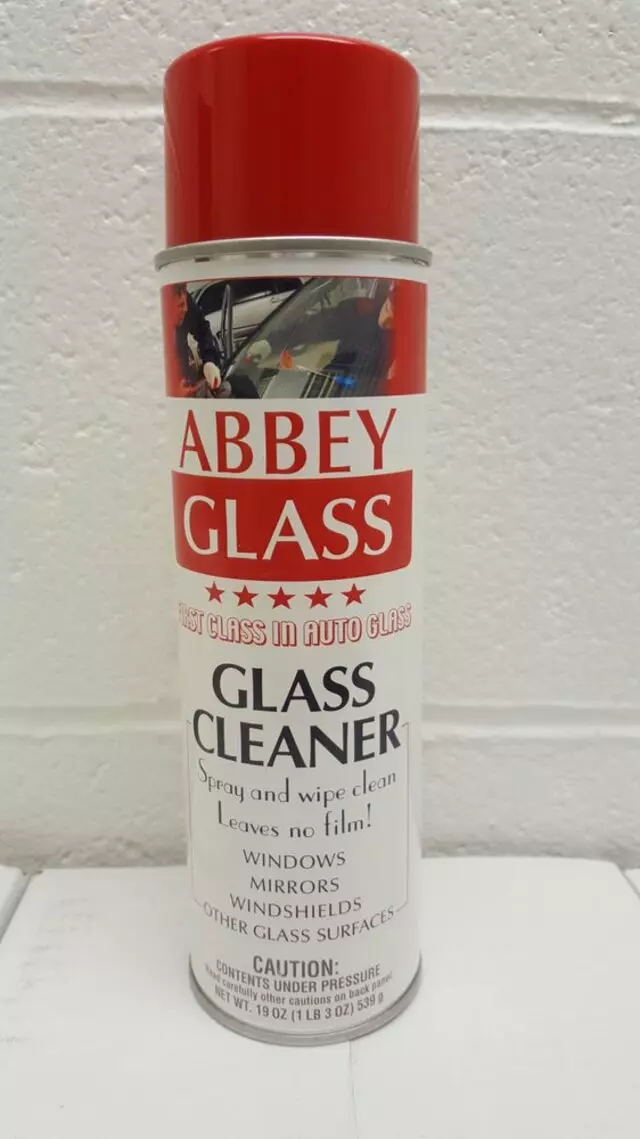 ABBEY
GLASS
FIRST CLASS IN AUTO GLASS
GLASS
CLEANER
Spray and wipe clean
Leaves no film!
WINDOWS
MIRRORS
WINDSHIELDS
OTHER GLASS SURFACES
CAUTION:
CONTENTS UNDER PRESSURE
Read carefully other cautions on back panel
NET WT. 19 OZ (1 LB 3 OZ) 539 g